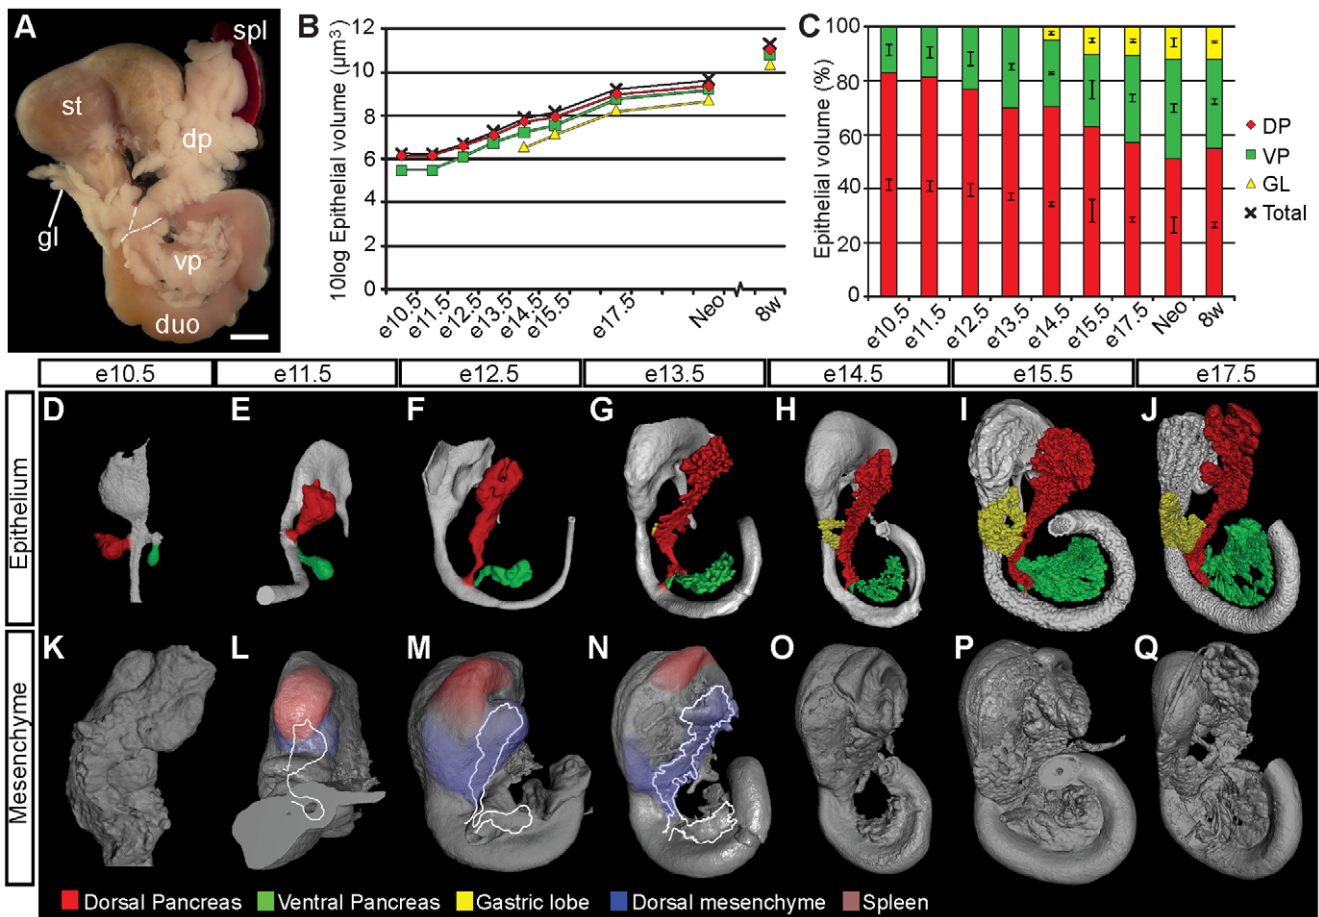 A
spl
st
dp
gl
vp
duo
B
10log Epithelial volume (µm³)
12
10
8
6
4
2
0
e10.5
e11.5
e12.5
e13.5
e14.5
e15.5
e17.5
Neo
8w
C
Epithelial volume (%)
100
80
60
40
20
0
e10.5
e11.5
e12.5
e13.5
e14.5
e15.5
e17.5
Neo
8w
DP
VP
GL
Total
e10.5 e11.5 e12.5 e13.5 e14.5 e15.5 e17.5
Epithelium
D E F G H I J
Mesenchyme
K L M N O P Q
Dorsal Pancreas Ventral Pancreas Gastric lobe Dorsal mesenchyme Spleen